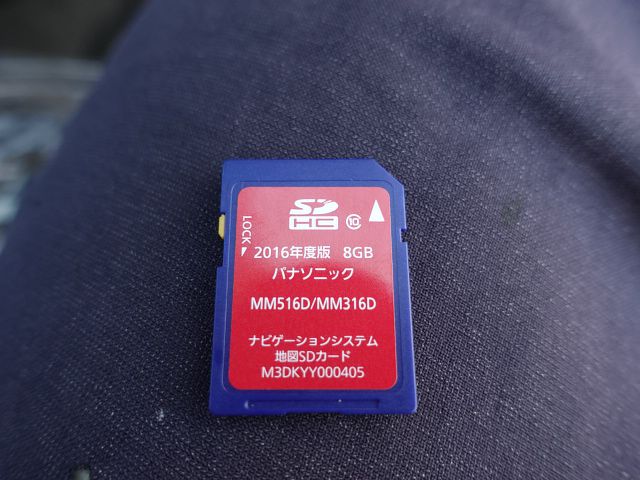 SD
HC 10
LOCK
2016年度版 8GB
パナソニック
MM516D/MM316D
ナビゲーションシステム
地図SDカード
M3DKYY000405